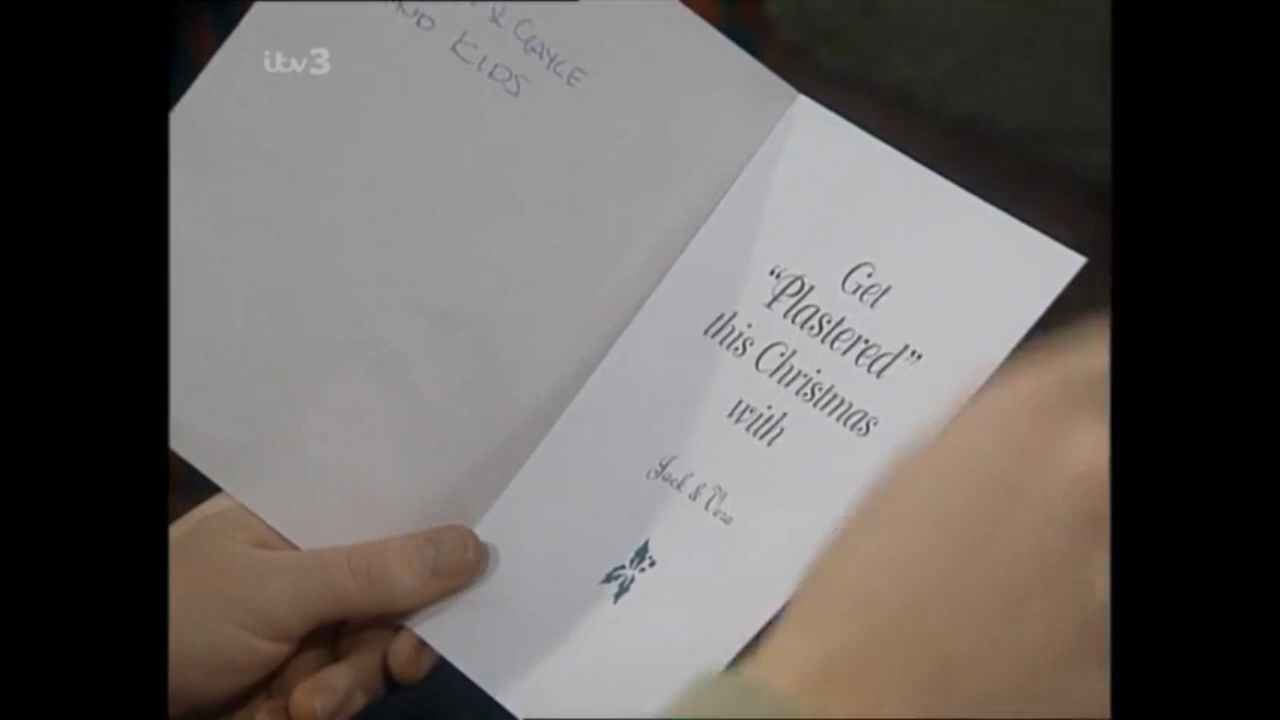 & GAYLE
AND KIDS
itv3
Get
“Plastered”
this Christmas
with
Jack & Vera